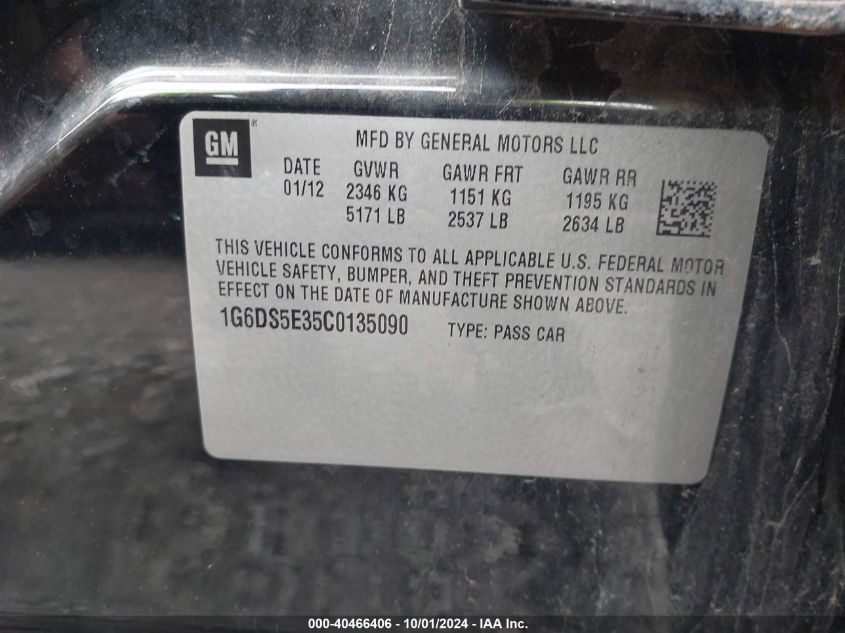 GM®
MFD BY GENERAL MOTORS LLC
DATE GVWR GAWR FRT GAWR RR
01/12 2346 KG 1151 KG 1195 KG
5171 LB 2537 LB 2634 LB
THIS VEHICLE CONFORMS TO ALL APPLICABLE U.S. FEDERAL MOTOR
VEHICLE SAFETY, BUMPER, AND THEFT PREVENTION STANDARDS IN
EFFECT ON THE DATE OF MANUFACTURE SHOWN ABOVE.
1G6DS5E35C0135090 TYPE: PASS CAR
000-40466406 - 10/01/2024 - IAA Inc.